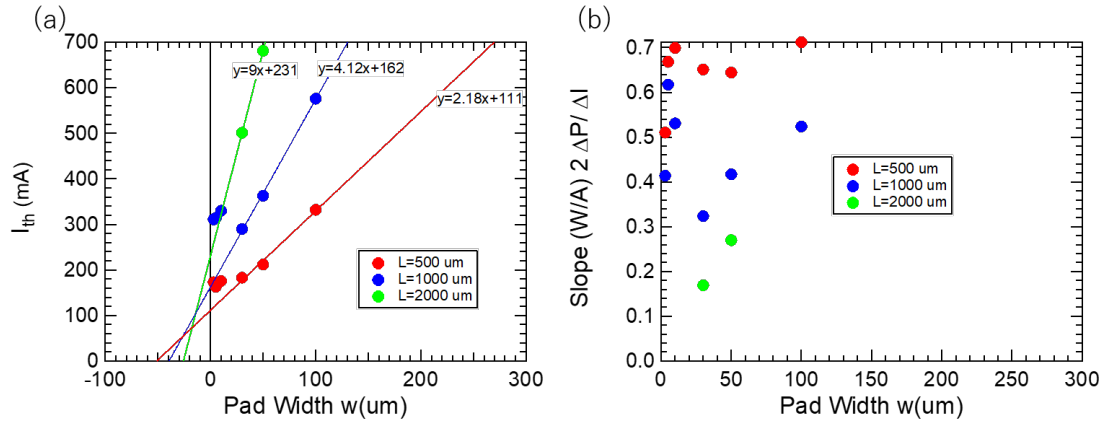 (a)
700
600
500
400
300
200
100
0
-100
0
100
200
300
I_th (mA)
Pad Width w(um)
y=9x+231
y=4.12x+162
y=2.18x+111
L=500 um
L=1000 um
L=2000 um
(b)
0.7
0.6
0.5
0.4
0.3
0.2
0.1
0.0
0
50
100
150
200
250
300
Slope (W/A) 2 ΔP/ ΔI
Pad Width w(um)
L=500 um
L=1000 um
L=2000 um